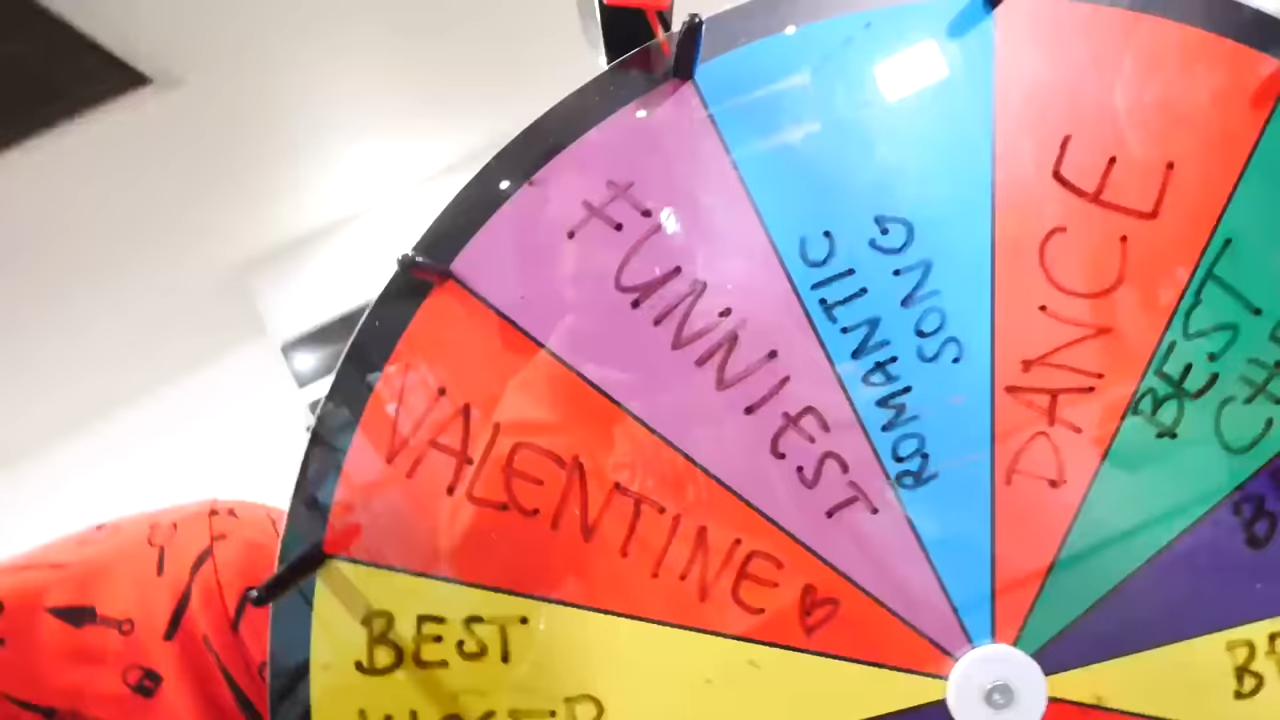 BEST
VALENTINE ♡
FUNNIEST
ROMANTIC
SONG
DANCE
BEST